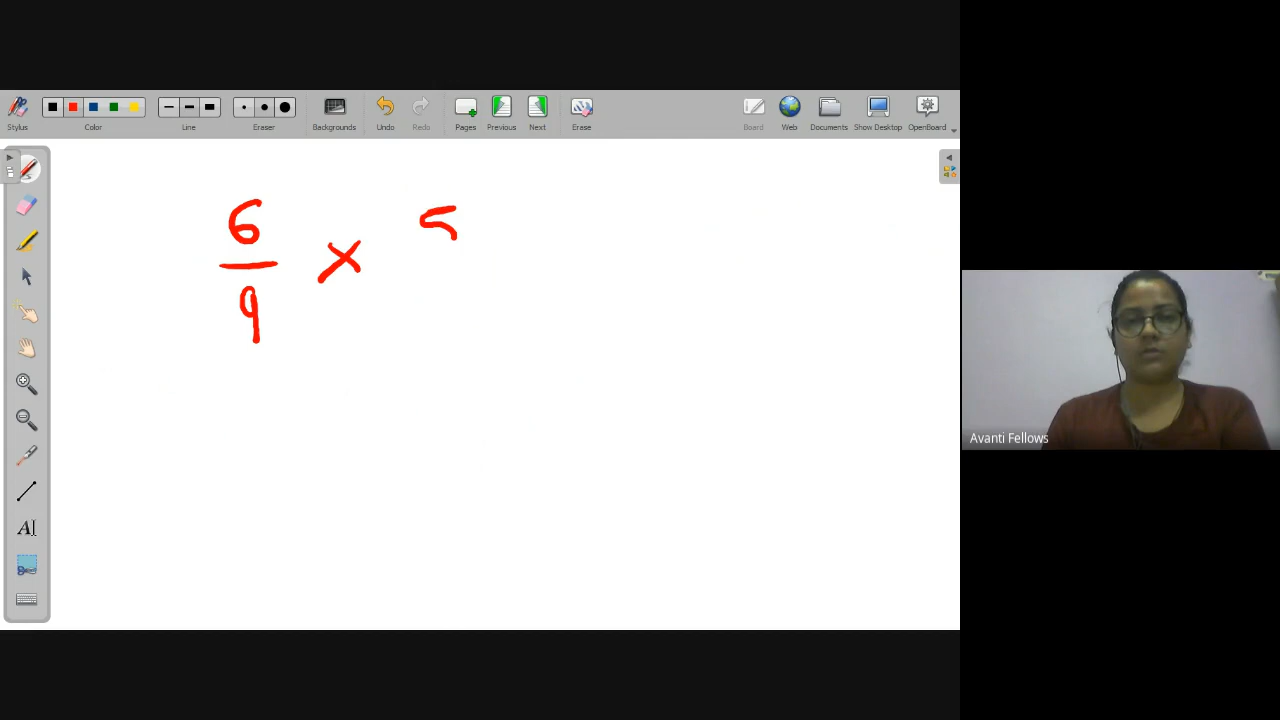 Stylus Color Line Eraser Backgrounds Undo Redo Pages Previous Next Erase Board Web Documents Show Desktop OpenBoard
6/9 ×
AI
Avanti Fellows